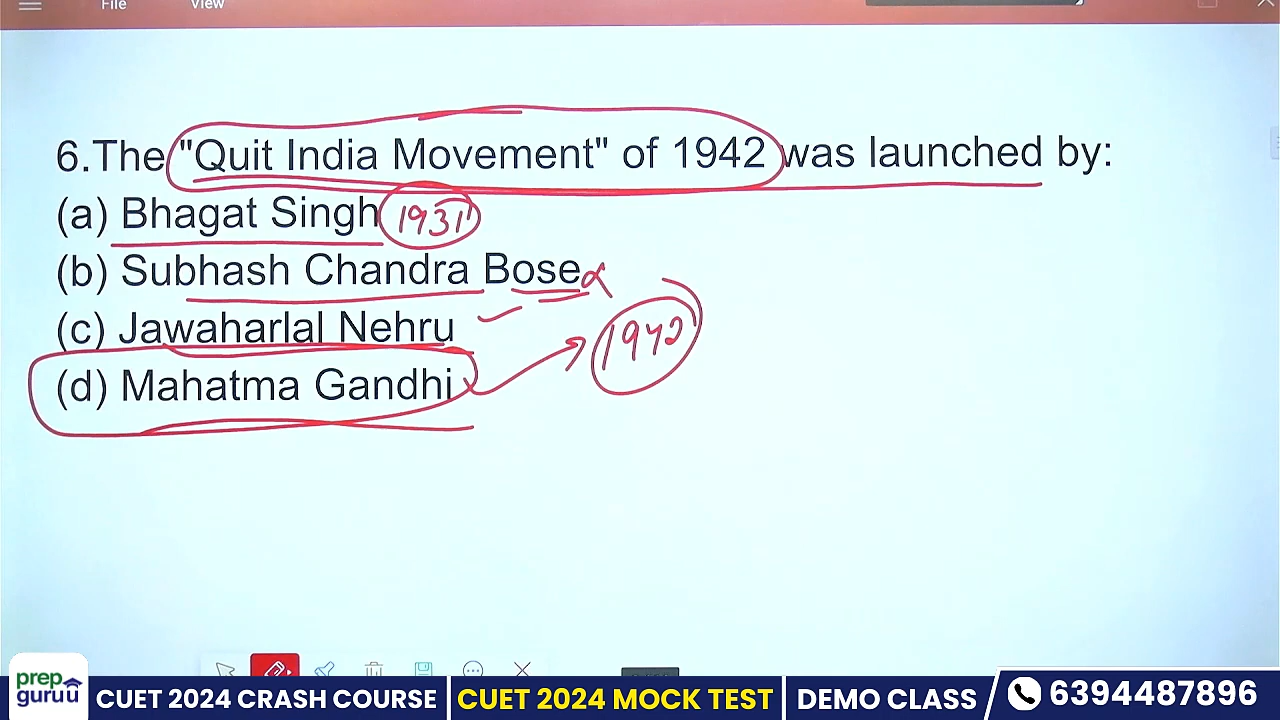 File View
6.The "Quit India Movement" of 1942 was launched by:
(a) Bhagat Singh 1931
(b) Subhash Chandra Bose
(c) Jawaharlal Nehru
(d) Mahatma Gandhi 1942
prep
guru
CUET 2024 CRASH COURSE CUET 2024 MOCK TEST DEMO CLASS 6394487896